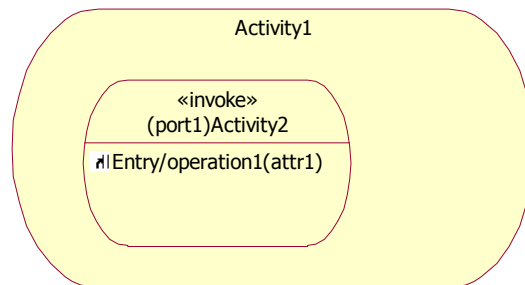 Activity1
«invoke»
(port1)Activity2
Entry/operation1(attr1)